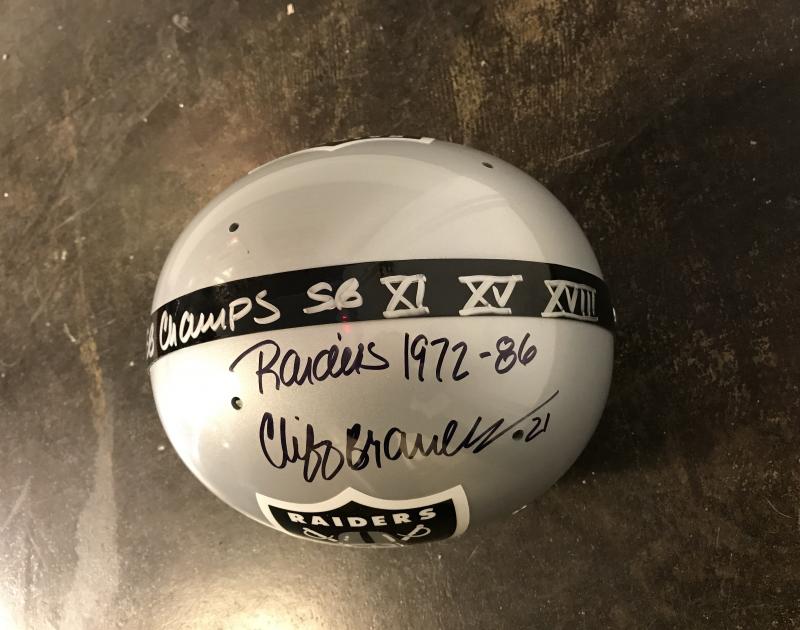 Champs SB XI XV XVIII
Raiders 1972-86
Cliff Branch 21
RAIDERS